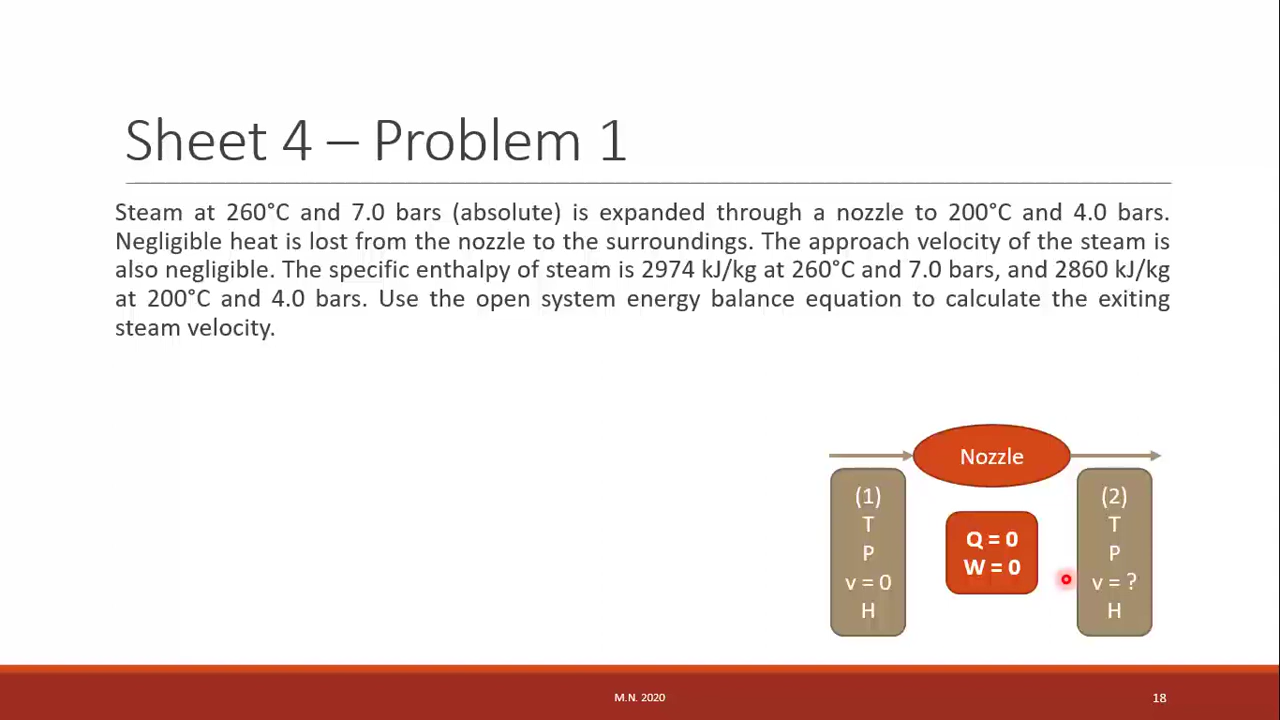 Sheet 4 – Problem 1
Steam at 260°C and 7.0 bars (absolute) is expanded through a nozzle to 200°C and 4.0 bars.
Negligible heat is lost from the nozzle to the surroundings. The approach velocity of the steam is
also negligible. The specific enthalpy of steam is 2974 kJ/kg at 260°C and 7.0 bars, and 2860 kJ/kg
at 200°C and 4.0 bars. Use the open system energy balance equation to calculate the exiting
steam velocity.
Nozzle
(1)
T
P
v = 0
H
Q = 0
W = 0
(2)
T
P
v = ?
H
M.N. 2020
18